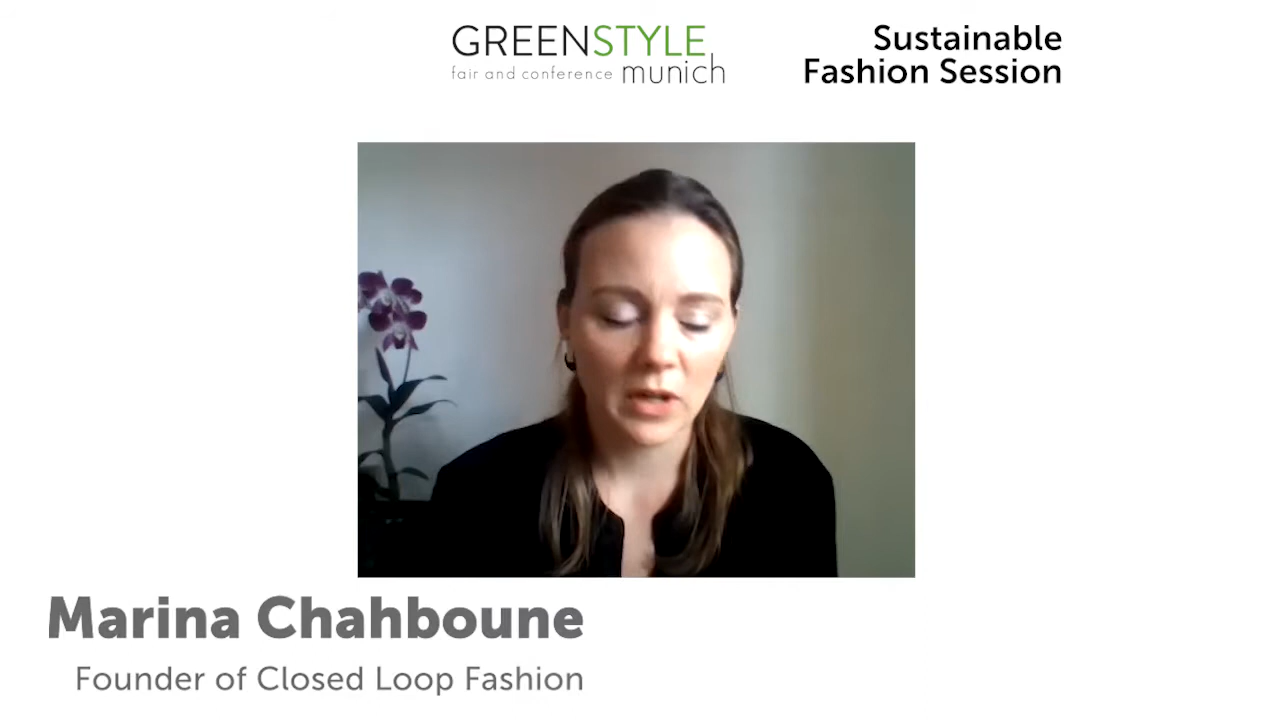 GREENSTYLE
fair and conference munich
Sustainable
Fashion Session
Marina Chahboune
Founder of Closed Loop Fashion